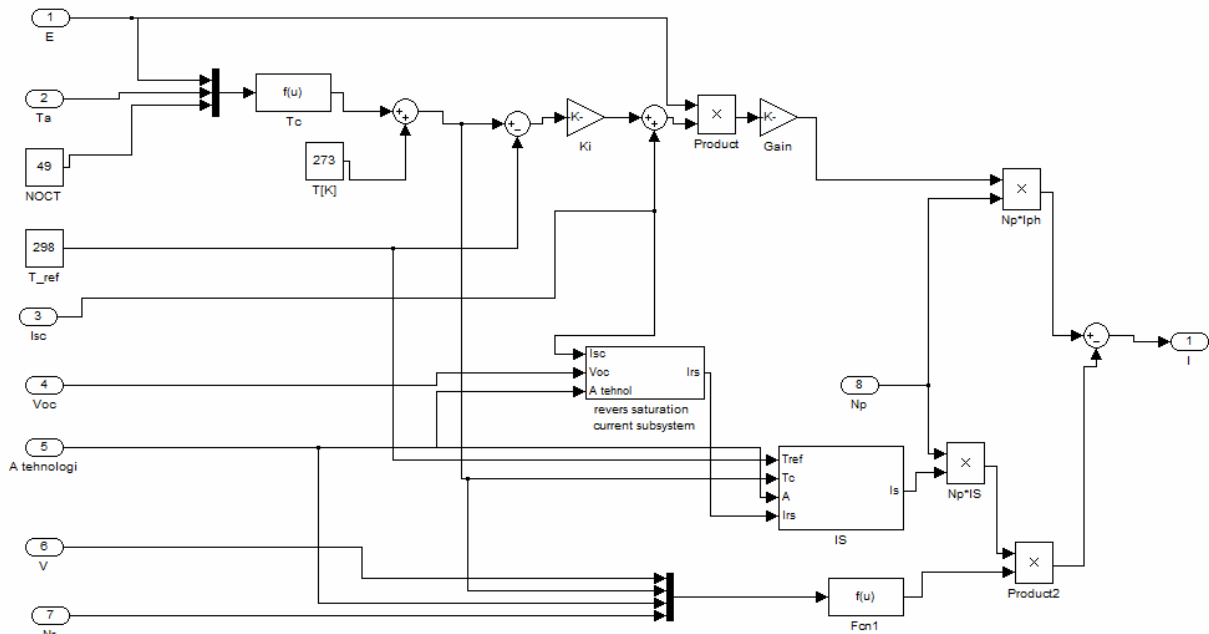 1
E
2
Ta
f(u)
Tc
49
NOCT
273
T[K]
K-
Ki
Product
K-
Gain
Np*Iph
298
T_ref
3
Isc
4
Voc
Isc
Voc
A tehnol
Irs
revers saturation
current subsystem
8
Np
1
I
5
A tehnologi
Tref
Tc
A
Irs
Is
IS
Np*IS
6
V
7
f(u)
Fcn1
Product2